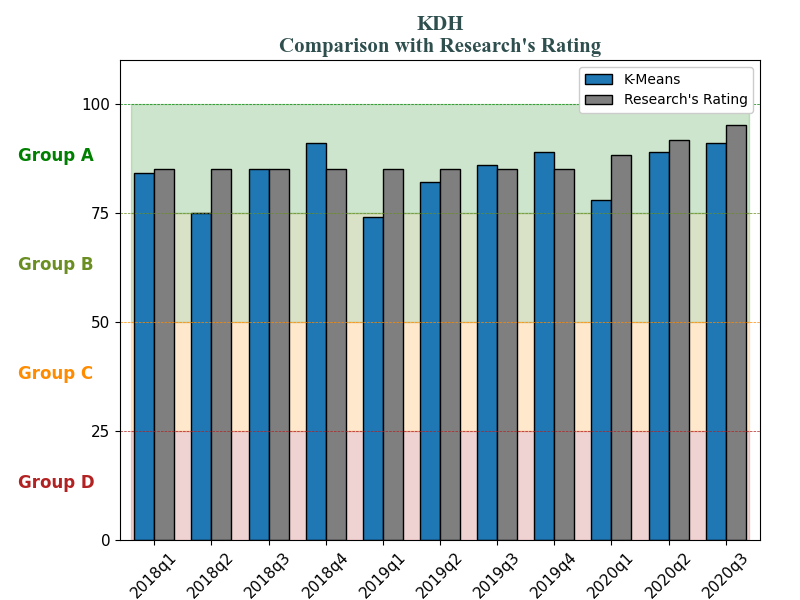 KDH
Comparison with Research's Rating
K-Means
Research's Rating
100
Group A
75
Group B
50
Group C
25
Group D
0
2018q1
2018q2
2018q3
2018q4
2019q1
2019q2
2019q3
2019q4
2020q1
2020q2
2020q3